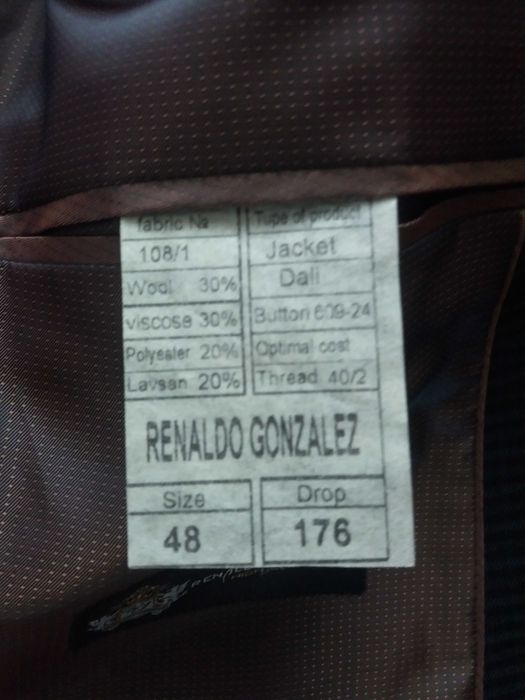 fabric №
108/1
Wool 30%
viscose 30%
Polyester 20%
Lavsan 20%
Tupe of product
Jacket
Dali
Button 609-24
Optimal cost
Thread 40/2
RENALDO GONZALEZ
Size
48
Drop
176